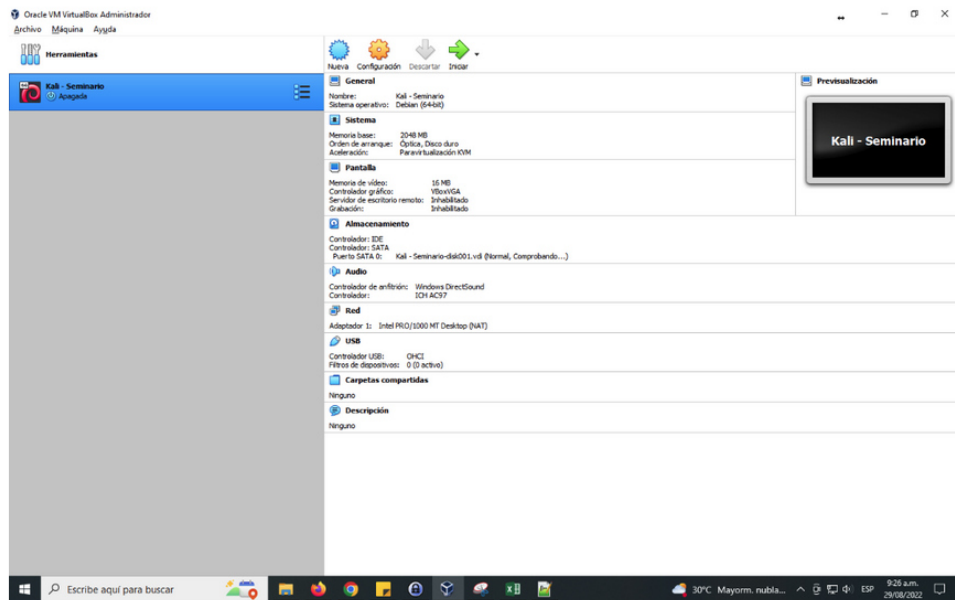 Oracle VM VirtualBox Administrador
Archivo Máquina Ayuda
Herramientas
Nueva Configuración Descartar Iniciar
Kali - Seminario
Apagada
General
Nombre: Kali - Seminario
Sistema operativo: Debian (64-bit)
Sistema
Memoria base: 2048 MB
Orden de arranque: Óptica, Disco duro
Aceleración: Paravirtualización KVM
Pantalla
Memoria de vídeo: 16 MB
Controlador gráfico: VBoxVGA
Servidor de escritorio remoto: Inhabilitado
Grabación: Inhabilitado
Almacenamiento
Controlador: IDE
Controlador: SATA
Puerto SATA 0: Kali - Seminario-disk001.vdi (Normal, Comprobando...)
Audio
Controlador de anfitrión: Windows DirectSound
Controlador: ICH AC97
Red
Adaptador 1: Intel PRO/1000 MT Desktop (NAT)
USB
Controlador USB: OHCI
Filtros de dispositivos: 0 (0 activo)
Carpetas compartidas
Ninguno
Descripción
Ninguno
Previsualización
Kali - Seminario
Escribe aquí para buscar
30°C Mayorm. nubla...
ESP
9:26 a.m.
29/08/2022